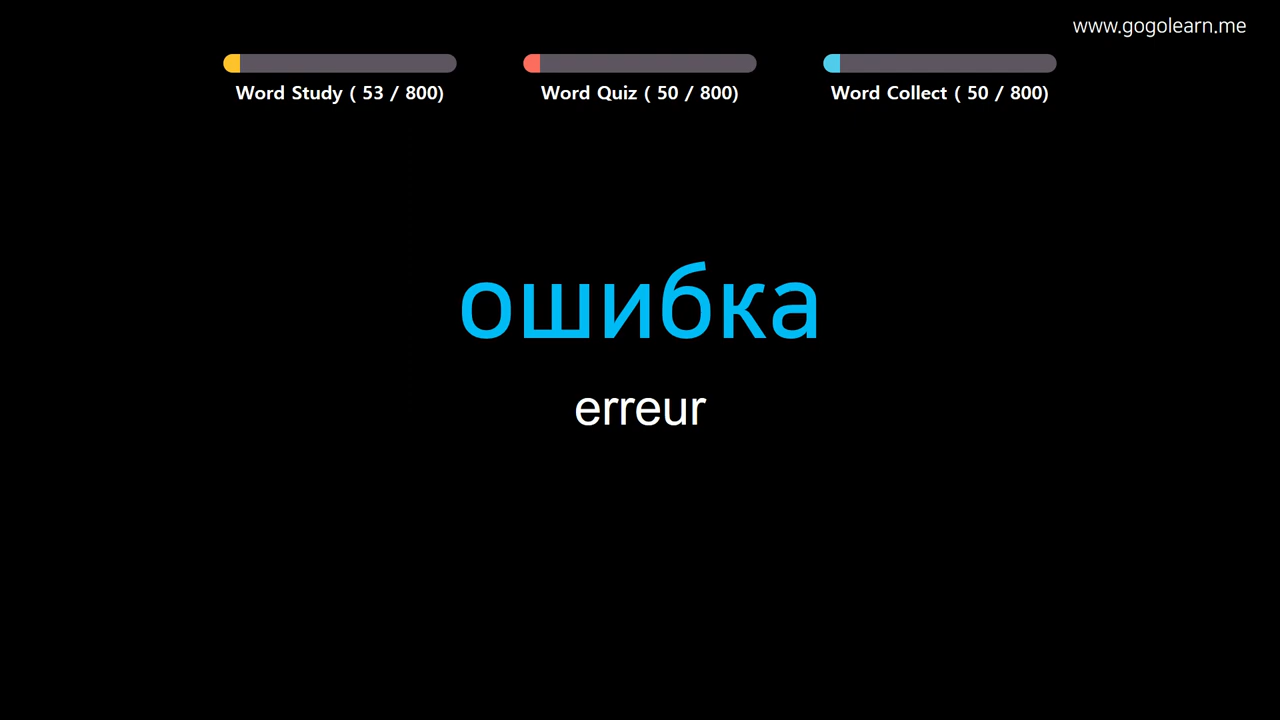 www.gogolearn.me
Word Study ( 53 / 800)
Word Quiz ( 50 / 800)
Word Collect ( 50 / 800)
ошибка
erreur